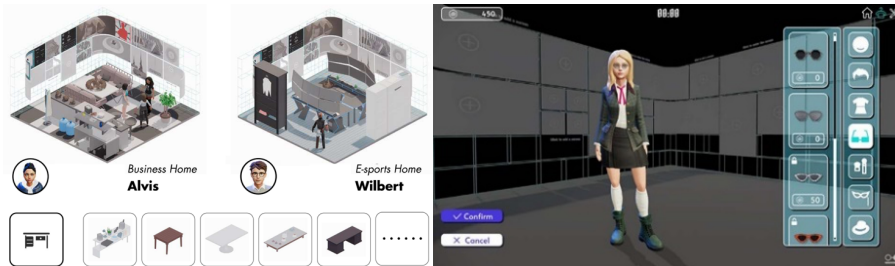 Business Home
Alvis
E-sports Home
Wilbert
450
00:00
0
0
50
Confirm
Cancel